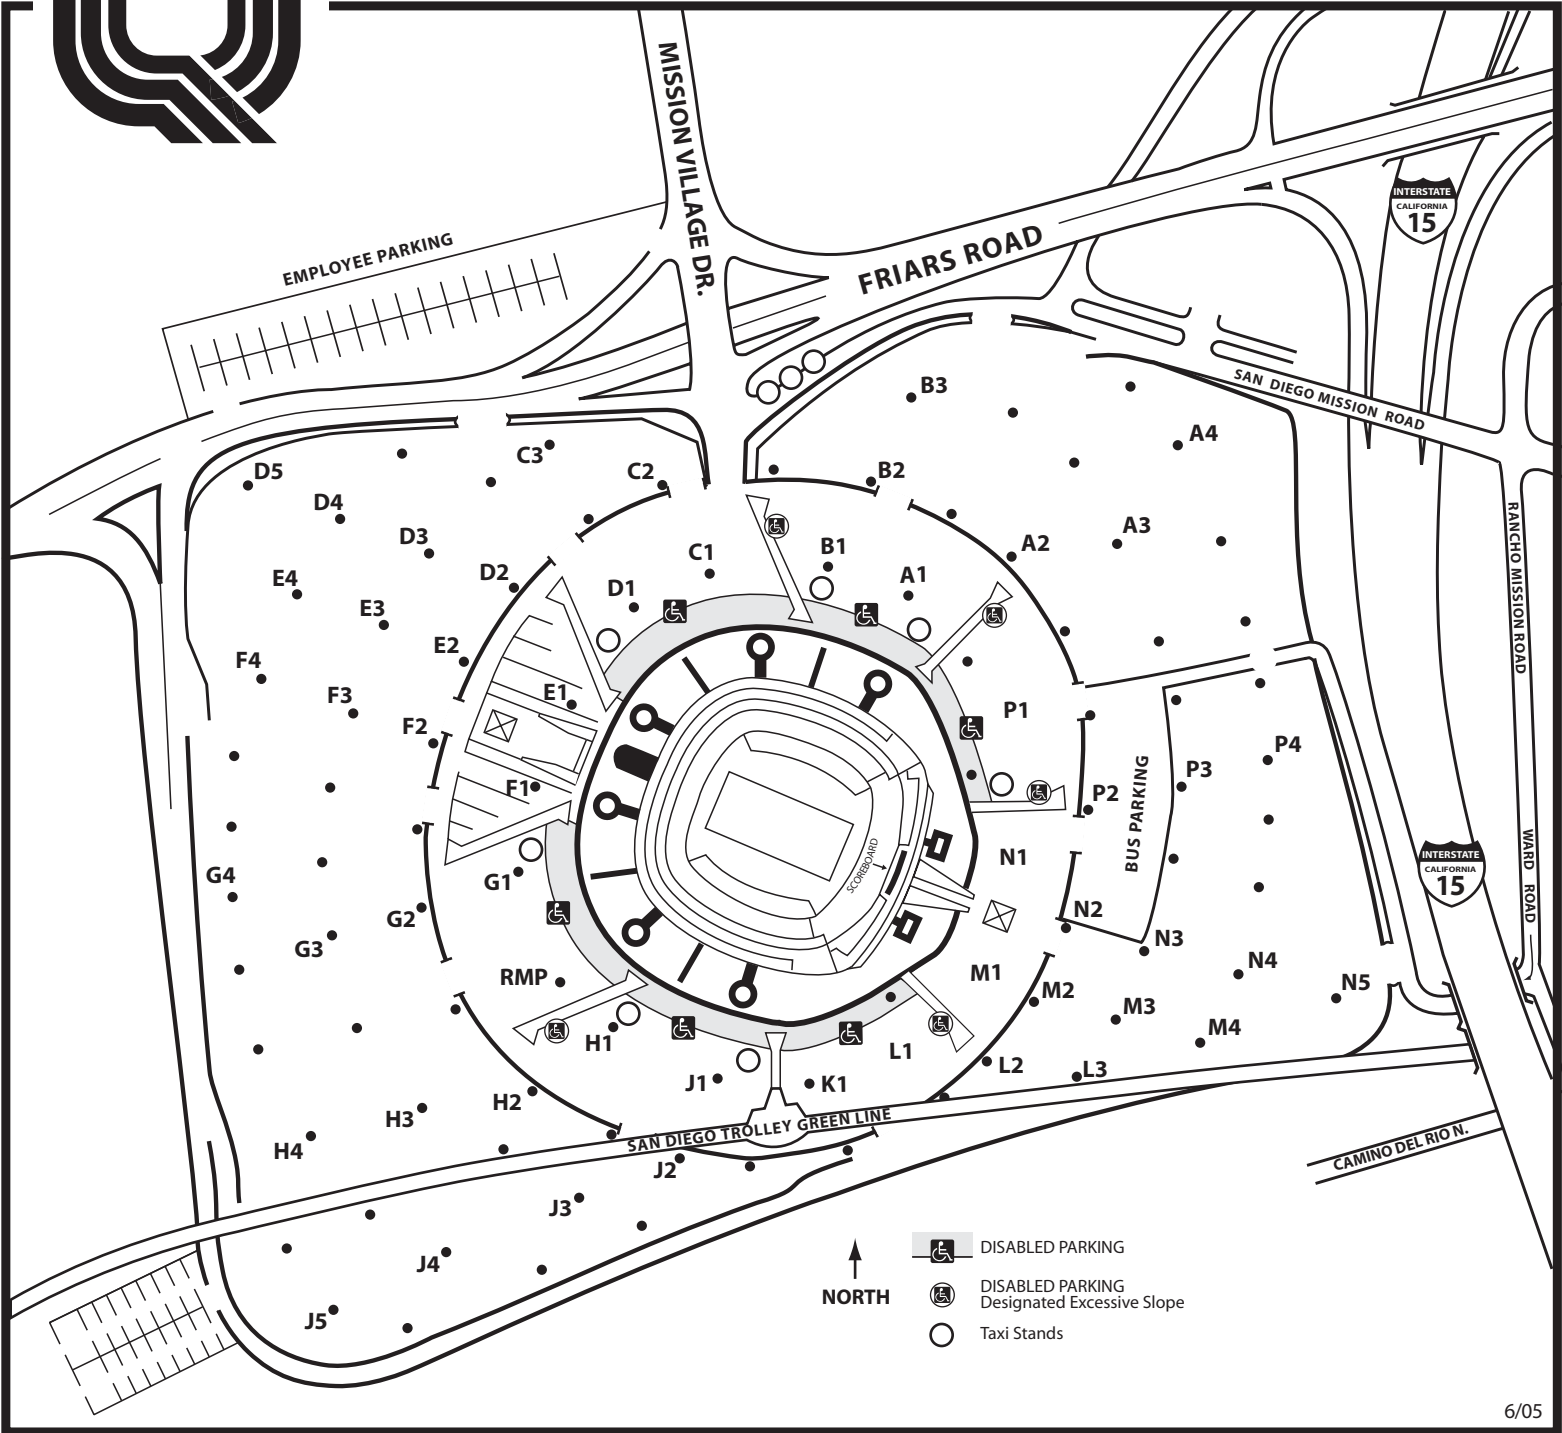 MISSION VILLAGE DR.
EMPLOYEE PARKING
FRIARS ROAD
INTERSTATE
CALIFORNIA
15
SAN DIEGO MISSION ROAD
RANCHO MISSION ROAD
B3
A4
C3
C2
B2
D5
D4
D3
D2
D1
C1
B1
A1
A2
A3
E4
E3
E2
E1
F4
F3
F2
F1
P1
P2
P3
P4
BUS PARKING
SCOREBOARD
N1
N2
N3
N4
N5
INTERSTATE
CALIFORNIA
15
WARD ROAD
G4
G3
G2
G1
RMP
M1
M2
M3
M4
H1
H2
H3
H4
J1
K1
L1
L2
L3
SAN DIEGO TROLLEY GREEN LINE
CAMINO DEL RIO N.
J2
J3
J4
J5
NORTH
DISABLED PARKING
DISABLED PARKING
Designated Excessive Slope
Taxi Stands
6/05